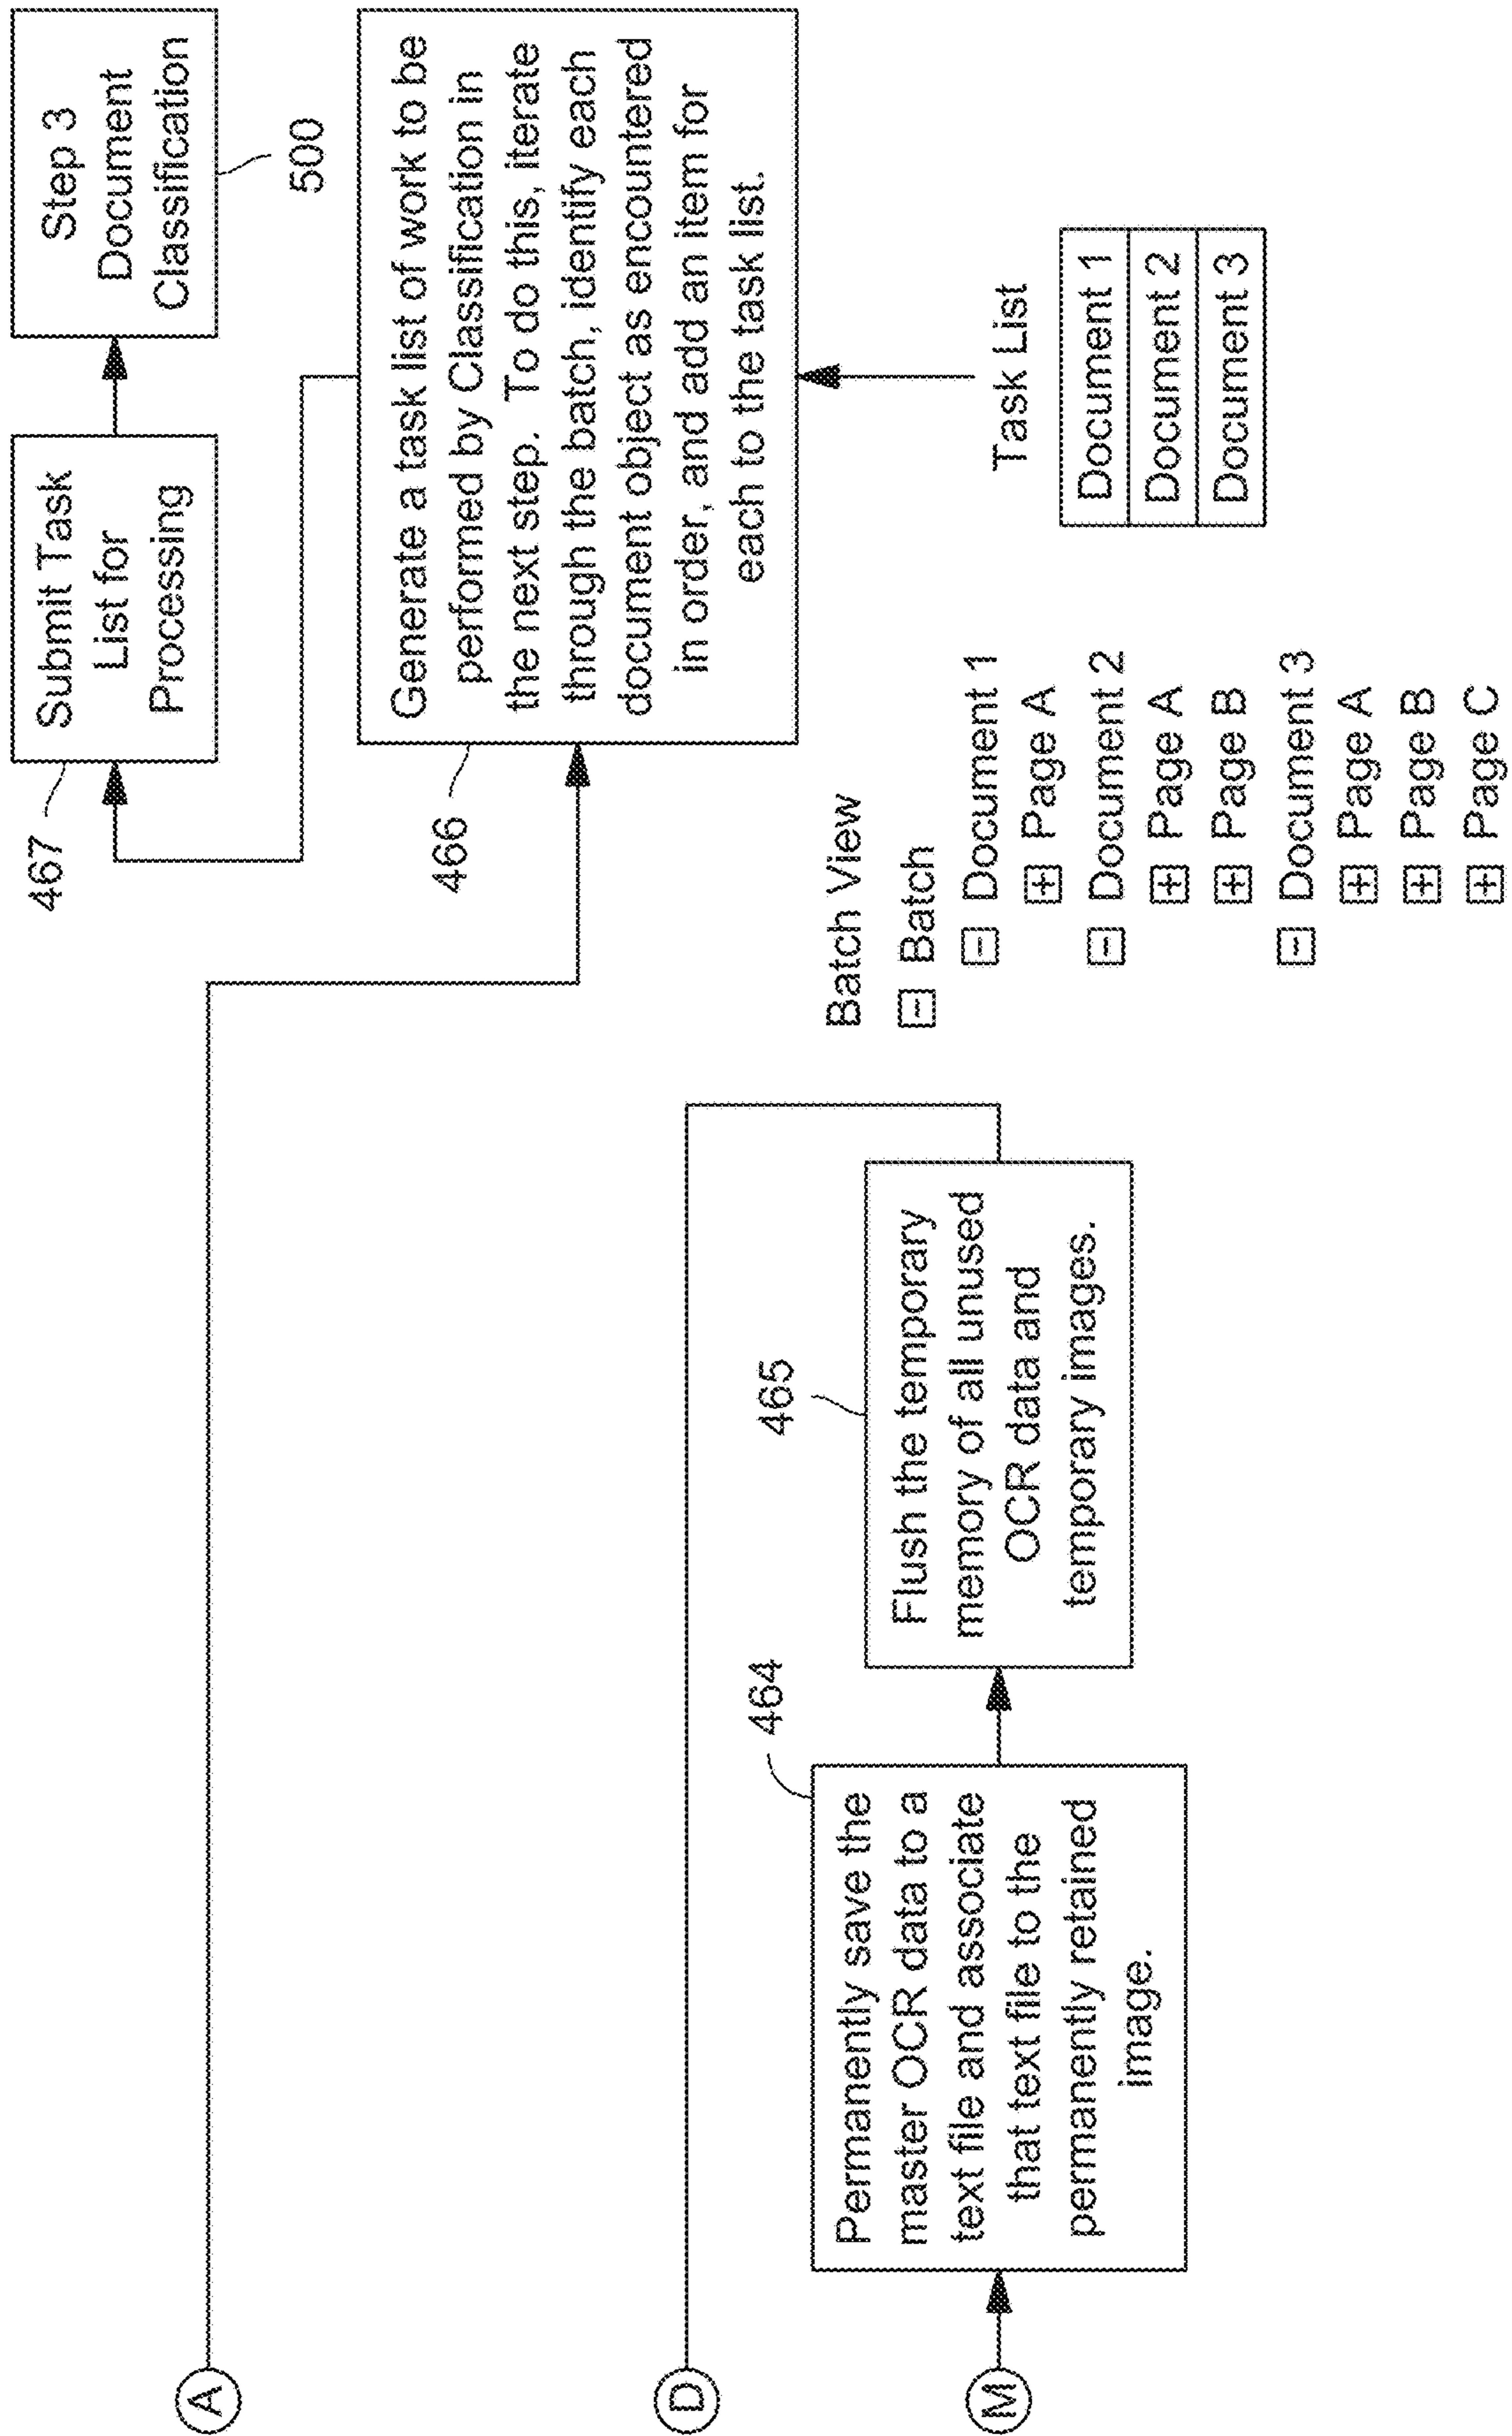 A
467
Submit Task
List for
Processing
Step 3
Document
Classification
500
466
Generate a task list of work to be
performed by Classification in
the next step. To do this, iterate
through the batch, identify each
document object as encountered
in order, and add an item for
each to the task list.
D
M
464
Permanently save the
master OCR data to a
text file and associate
that text file to the
permanently retained
image.
465
Flush the temporary
memory of all unused
OCR data and
temporary images.
Batch View
Batch
Document 1
Page A
Document 2
Page A
Page B
Document 3
Page A
Page B
Page C
Task List
Document 1
Document 2
Document 3